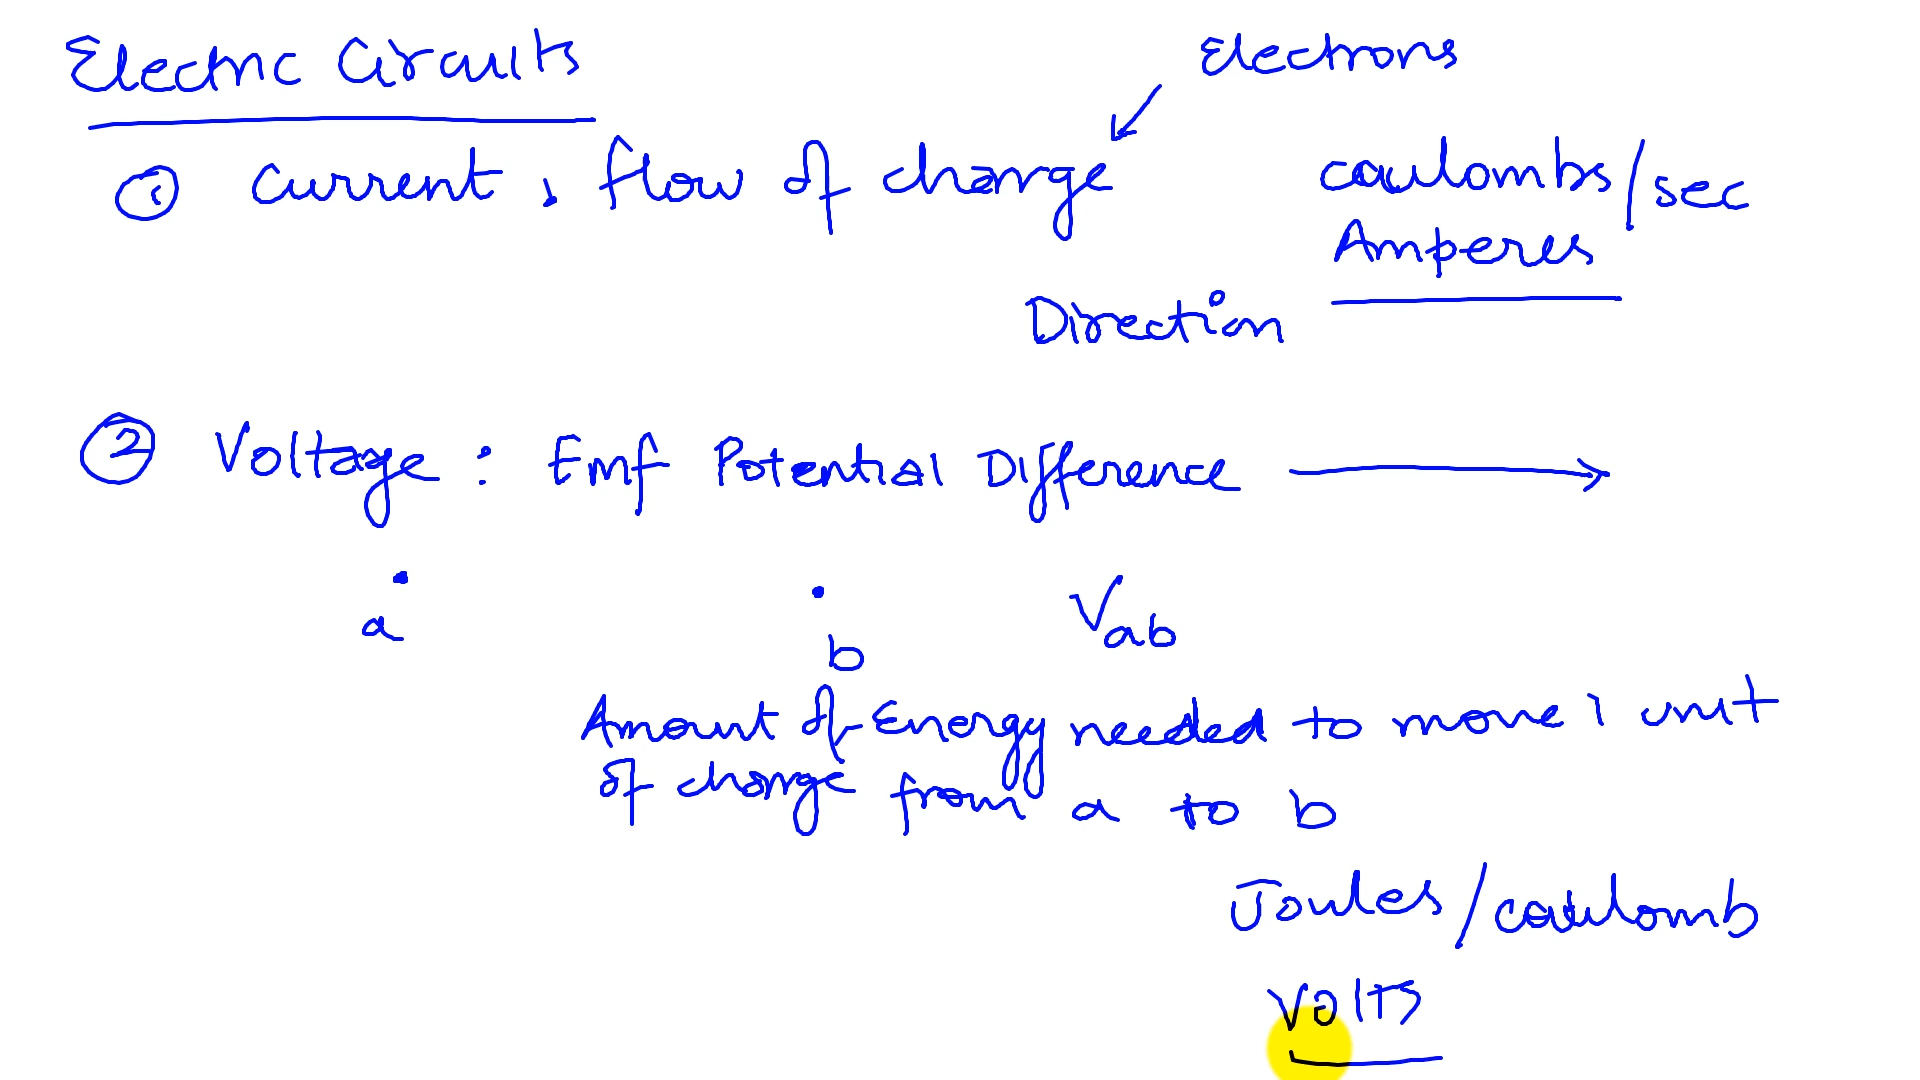 Electric Circuits
Electrons
① Current, flow of charge
coulombs/sec
Amperes
Direction
② Voltage: Emf Potential Difference
a
b
Vab
Amount of Energy needed to move 1 unit
of charge from a to b
Joules/coulomb
Volts